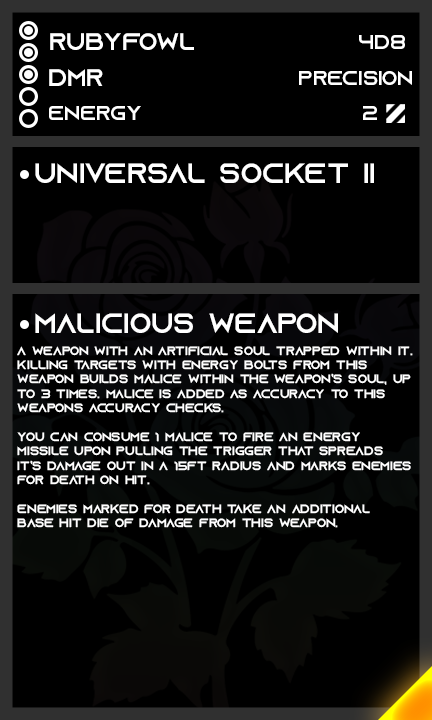 RUBYFOWL 4D8
DMR PRECISION
ENERGY 2
•UNIVERSAL SOCKET II
•MALICIOUS WEAPON
A WEAPON WITH AN ARTIFICIAL SOUL TRAPPED WITHIN IT.
KILLING TARGETS WITH ENERGY BOLTS FROM THIS
WEAPON BUILDS MALICE WITHIN THE WEAPON'S SOUL, UP
TO 3 TIMES. MALICE IS ADDED AS ACCURACY TO THIS
WEAPONS ACCURACY CHECKS.
YOU CAN CONSUME 1 MALICE TO FIRE AN ENERGY
MISSILE UPON PULLING THE TRIGGER THAT SPREADS
IT'S DAMAGE OUT IN A 15FT RADIUS AND MARKS ENEMIES
FOR DEATH ON HIT.
ENEMIES MARKED FOR DEATH TAKE AN ADDITIONAL
BASE HIT DIE OF DAMAGE FROM THIS WEAPON.